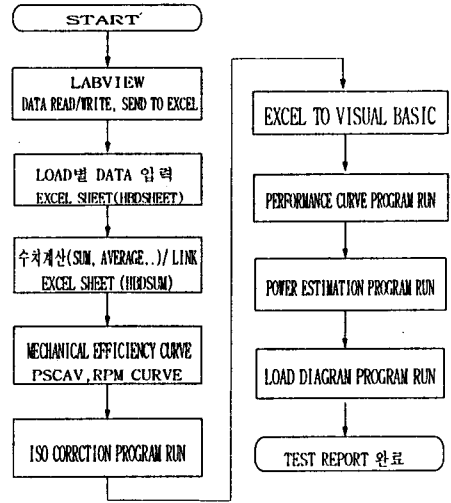 START
LABVIEW
DATA READ/WRITE, SEND TO EXCEL
LOAD별 DATA 입력
EXCEL SHEET(HBDSHEET)
수치계산(SUM, AVERAGE..)/ LINK
EXCEL SHEET (HBDSUM)
MECHANICAL EFFICIENCY CURVE
PSCAV,RPM CURVE
ISO CORRCTION PROGRAM RUN
EXCEL TO VISUAL BASIC
PERFORMANCE CURVE PROGRAM RUN
POWER ESTIMATION PROGRAM RUN
LOAD DIAGRAM PROGRAM RUN
TEST REPORT 완료